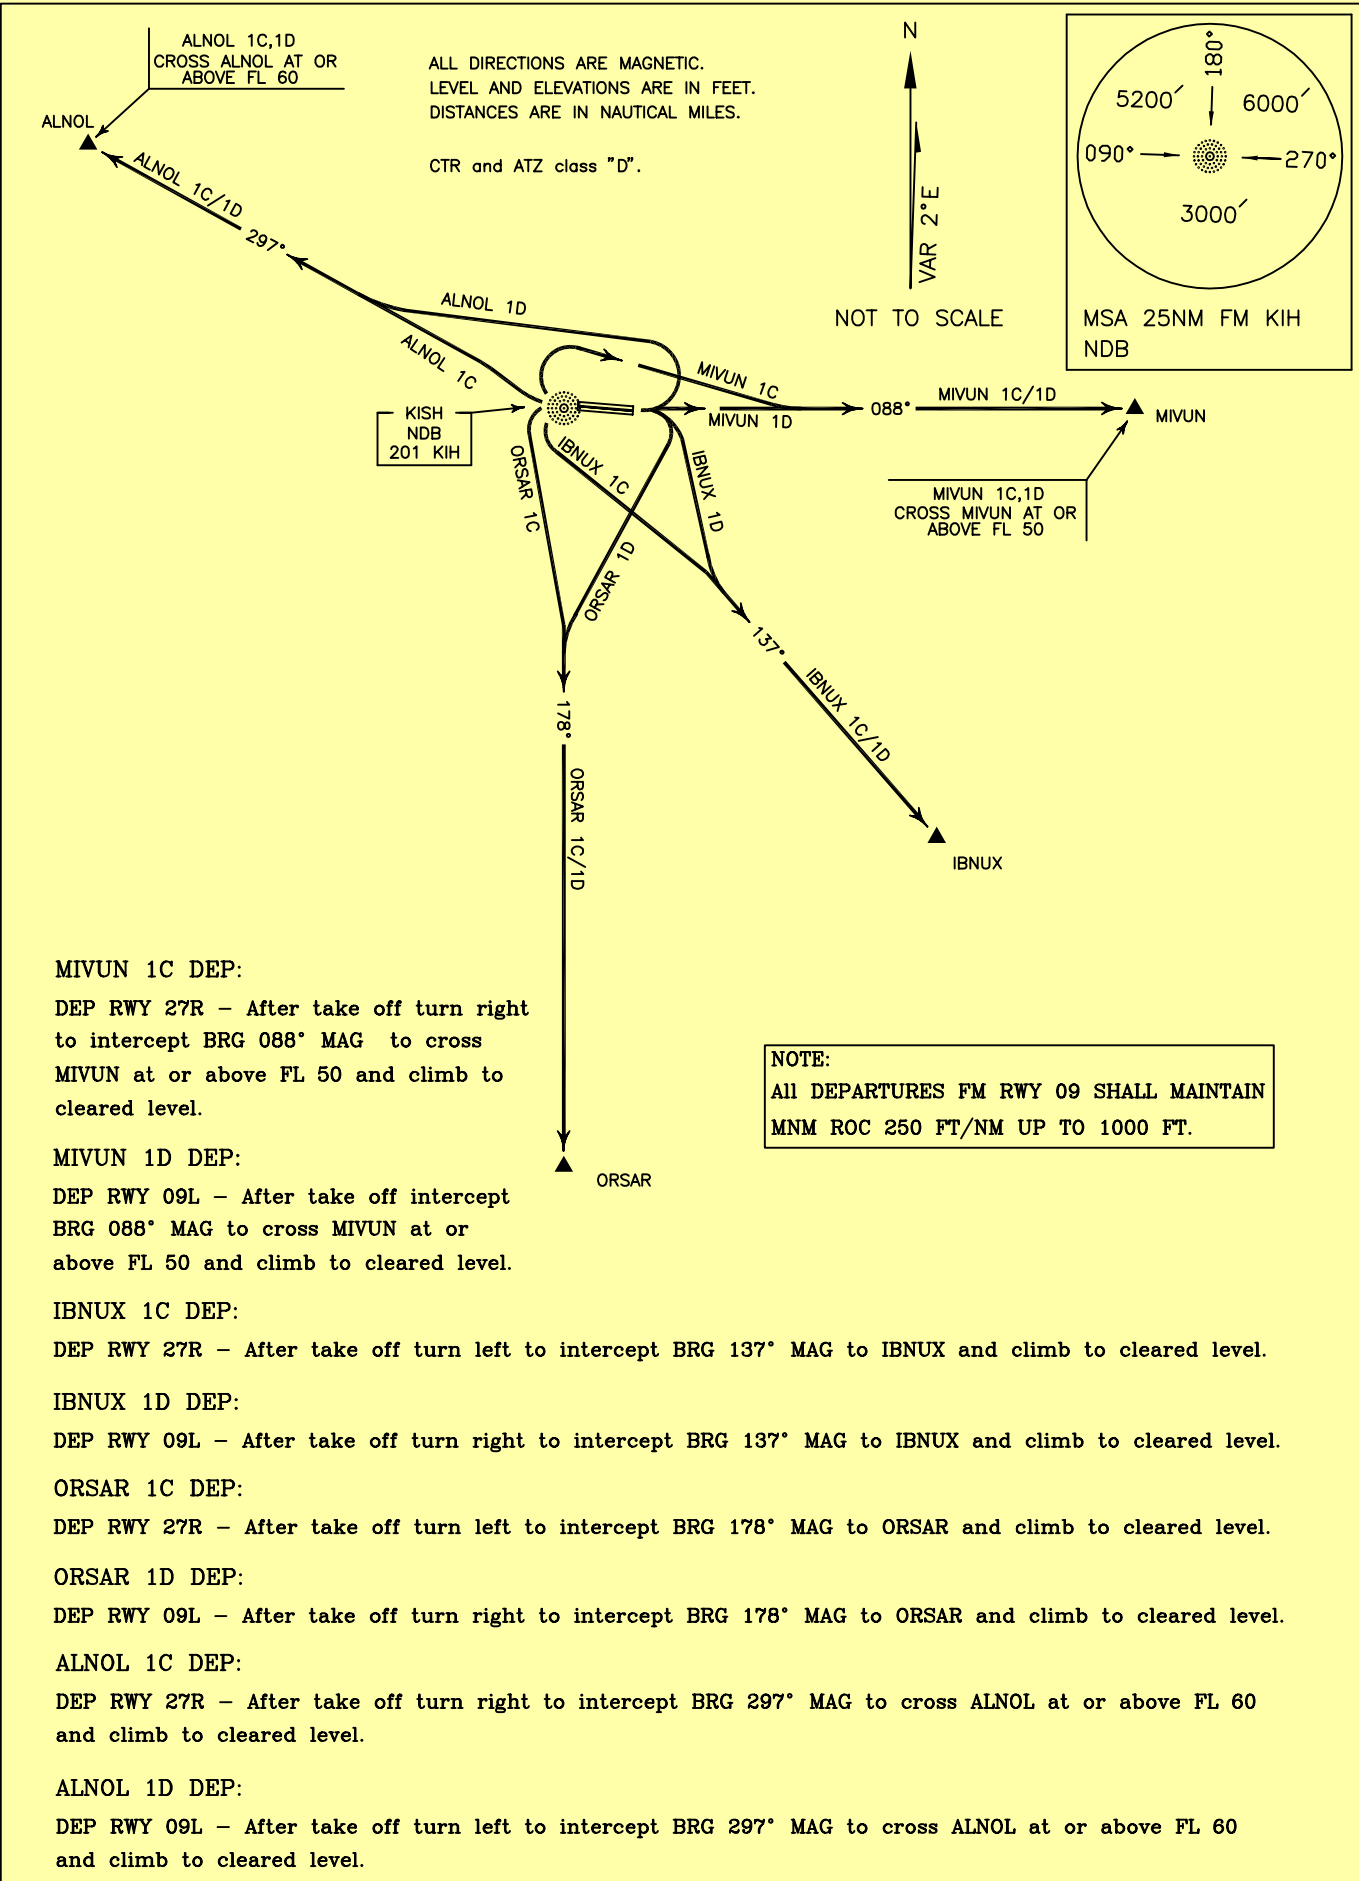 ALNOL 1C,1D
CROSS ALNOL AT OR
ABOVE FL 60
ALNOL
ALL DIRECTIONS ARE MAGNETIC.
LEVEL AND ELEVATIONS ARE IN FEET.
DISTANCES ARE IN NAUTICAL MILES.
CTR and ATZ class "D".
N
VAR 2°E
NOT TO SCALE
180°
5200′
6000′
090°
270°
3000′
MSA 25NM FM KIH
NDB
ALNOL 1C/1D
297°
ALNOL 1D
ALNOL 1C
MIVUN 1C
MIVUN 1D
088°
MIVUN 1C/1D
MIVUN
KISH
NDB
201 KIH
MIVUN 1C,1D
CROSS MIVUN AT OR
ABOVE FL 50
ORSAR 1C
IBNUX 1C
IBNUX 1D
ORSAR 1D
137°
IBNUX 1C/1D
IBNUX
178°
ORSAR 1C/1D
ORSAR
MIVUN 1C DEP:
DEP RWY 27R – After take off turn right
to intercept BRG 088° MAG to cross
MIVUN at or above FL 50 and climb to
cleared level.
NOTE:
All DEPARTURES FM RWY 09 SHALL MAINTAIN
MNM ROC 250 FT/NM UP TO 1000 FT.
MIVUN 1D DEP:
DEP RWY 09L – After take off intercept
BRG 088° MAG to cross MIVUN at or
above FL 50 and climb to cleared level.
IBNUX 1C DEP:
DEP RWY 27R – After take off turn left to intercept BRG 137° MAG to IBNUX and climb to cleared level.
IBNUX 1D DEP:
DEP RWY 09L – After take off turn right to intercept BRG 137° MAG to IBNUX and climb to cleared level.
ORSAR 1C DEP:
DEP RWY 27R – After take off turn left to intercept BRG 178° MAG to ORSAR and climb to cleared level.
ORSAR 1D DEP:
DEP RWY 09L – After take off turn right to intercept BRG 178° MAG to ORSAR and climb to cleared level.
ALNOL 1C DEP:
DEP RWY 27R – After take off turn right to intercept BRG 297° MAG to cross ALNOL at or above FL 60
and climb to cleared level.
ALNOL 1D DEP:
DEP RWY 09L – After take off turn left to intercept BRG 297° MAG to cross ALNOL at or above FL 60
and climb to cleared level.